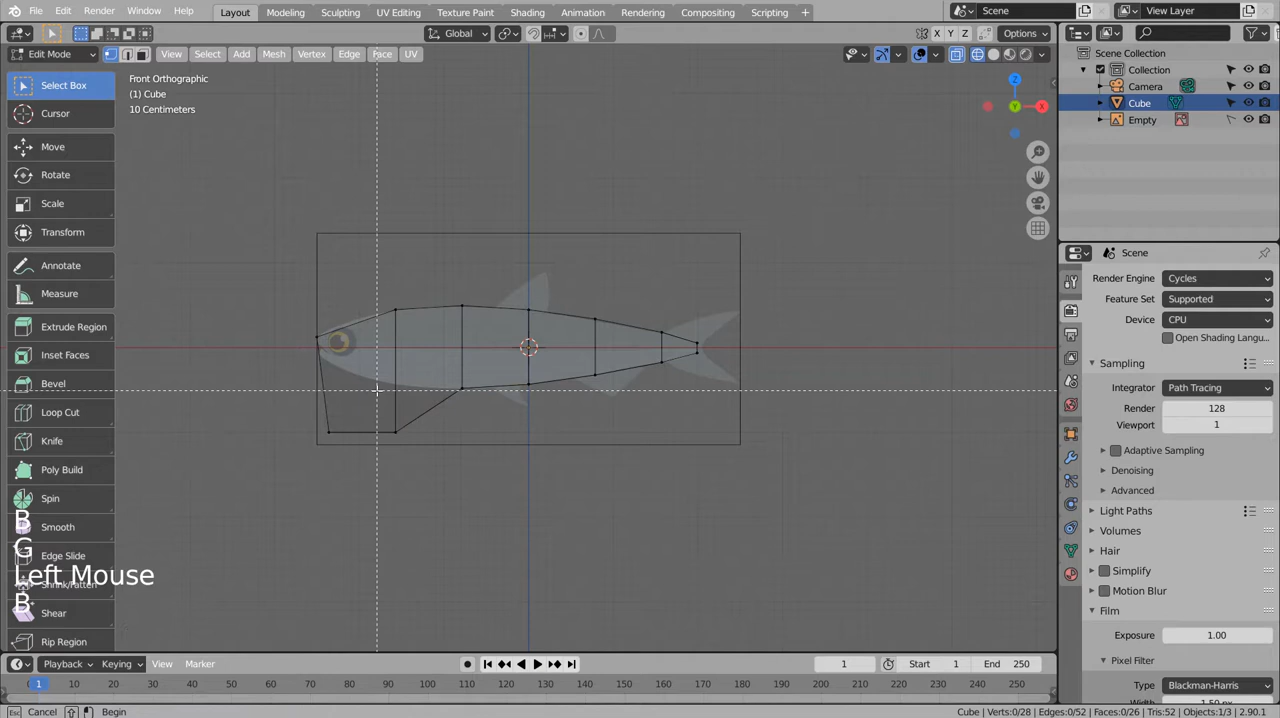 File Edit Render Window Help Layout Modeling Sculpting UV Editing Texture Paint Shading Animation Rendering Compositing Scripting + Scene View Layer
Global X Y Z Options
Edit Mode View Select Add Mesh Vertex Edge Face UV
Select Box
Cursor
Move
Rotate
Scale
Transform
Annotate
Measure
Extrude Region
Inset Faces
Bevel
Loop Cut
Knife
Poly Build
Spin
Smooth
Edge Slide
Shrink/Fatten
Shear
Rip Region
Front Orthographic
(1) Cube
10 Centimeters
Z
Y
X
B
G
Left Mouse
B
Scene Collection
Collection
Camera
Cube
Empty
Scene
Render Engine Cycles
Feature Set Supported
Device CPU
Open Shading Langu...
Sampling
Integrator Path Tracing
Render 128
Viewport 1
Adaptive Sampling
Denoising
Advanced
Light Paths
Volumes
Hair
Simplify
Motion Blur
Film
Exposure 1.00
Pixel Filter
Type Blackman-Harris
1.50 px
Playback Keying View Marker 1 Start 1 End 250
1 10 20 30 40 50 60 70 80 90 100 110 120 130 140 150 160 170 180 190 200 210 220 230 240 250
Esc Cancel Begin Cube | Verts:0/28 | Edges:0/52 | Faces:0/26 | Tris:52 | Objects:1/3 | 2.90.1